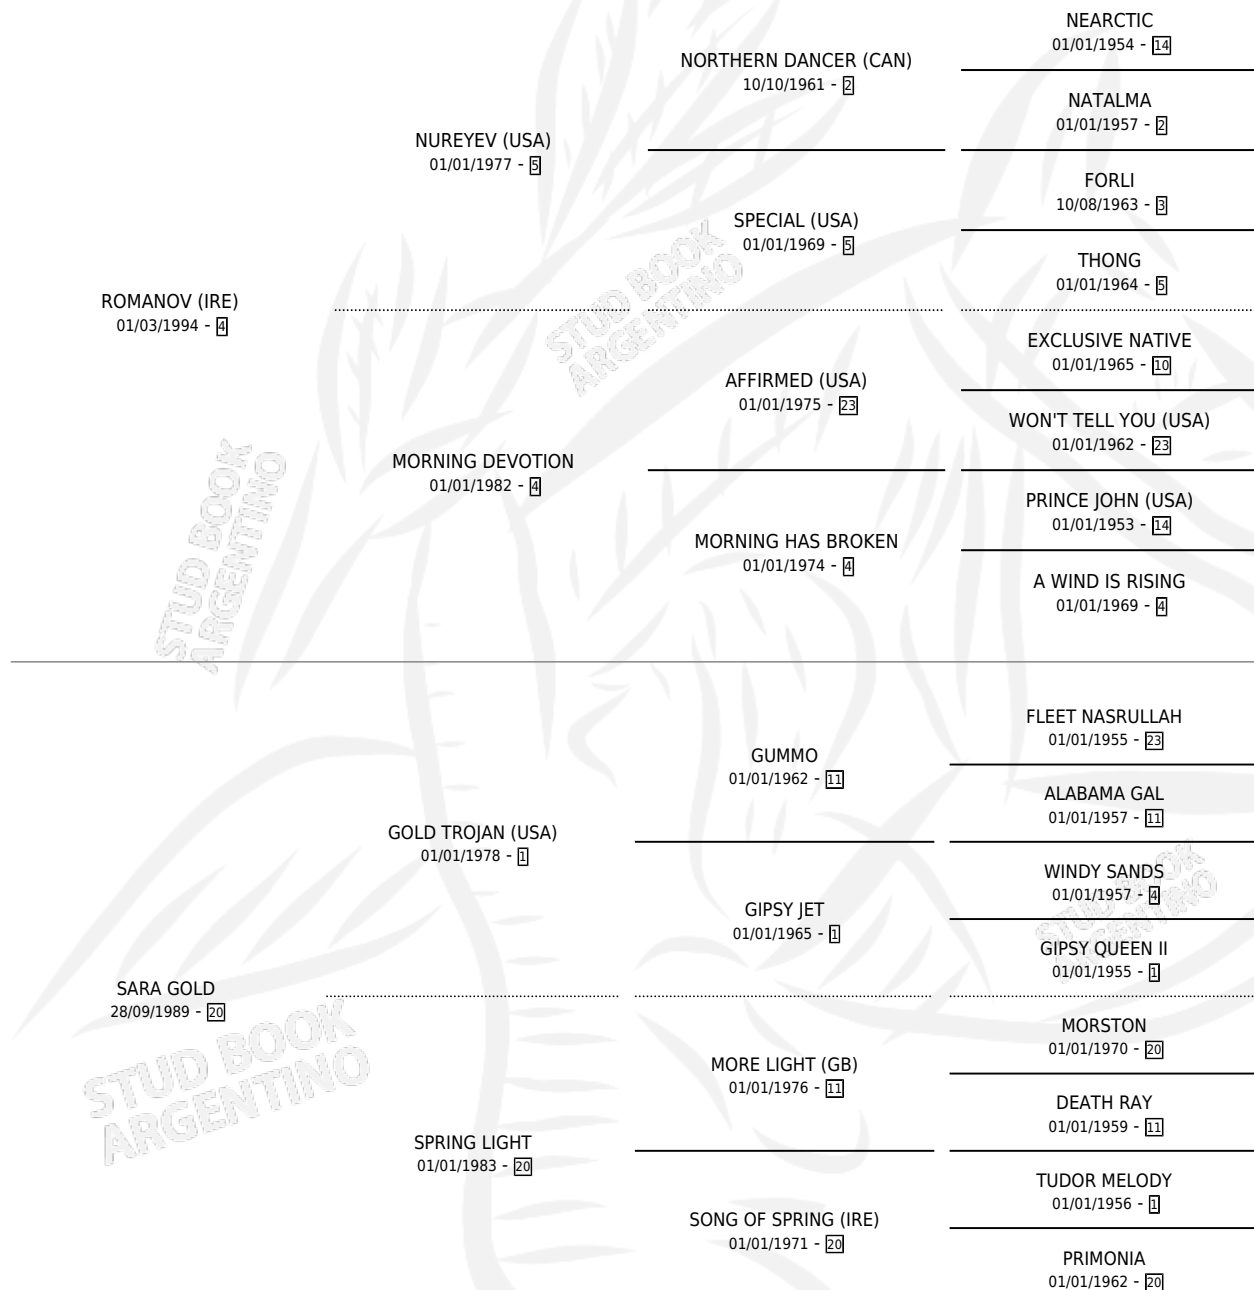 NEARCTIC
01/01/1954 - 14
NORTHERN DANCER (CAN)
10/10/1961 - 2
NATALMA
01/01/1957 - 2
NUREYEV (USA)
01/01/1977 - 5
FORLI
10/08/1963 - 3
SPECIAL (USA)
01/01/1969 - 5
THONG
01/01/1964 - 5
ROMANOV (IRE)
01/03/1994 - 4
STUD BOOK
ARGENTINO
EXCLUSIVE NATIVE
01/01/1965 - 10
AFFIRMED (USA)
01/01/1975 - 23
WON'T TELL YOU (USA)
01/01/1962 - 23
MORNING DEVOTION
01/01/1982 - 4
PRINCE JOHN (USA)
01/01/1953 - 14
MORNING HAS BROKEN
01/01/1974 - 4
A WIND IS RISING
01/01/1969 - 4
STUD BOOK
ARGENTINO
FLEET NASRULLAH
01/01/1955 - 23
GUMMO
01/01/1962 - 11
ALABAMA GAL
01/01/1957 - 11
GOLD TROJAN (USA)
01/01/1978 - 1
WINDY SANDS
01/01/1957 - 4
GIPSY JET
01/01/1965 - 1
GIPSY QUEEN II
01/01/1955 - 1
STUD BOOK
ARGENTINO
SARA GOLD
28/09/1989 - 20
STUD BOOK
ARGENTINO
MORSTON
01/01/1970 - 20
MORE LIGHT (GB)
01/01/1976 - 11
DEATH RAY
01/01/1959 - 11
SPRING LIGHT
01/01/1983 - 20
TUDOR MELODY
01/01/1956 - 1
SONG OF SPRING (IRE)
01/01/1971 - 20
PRIMONIA
01/01/1962 - 20